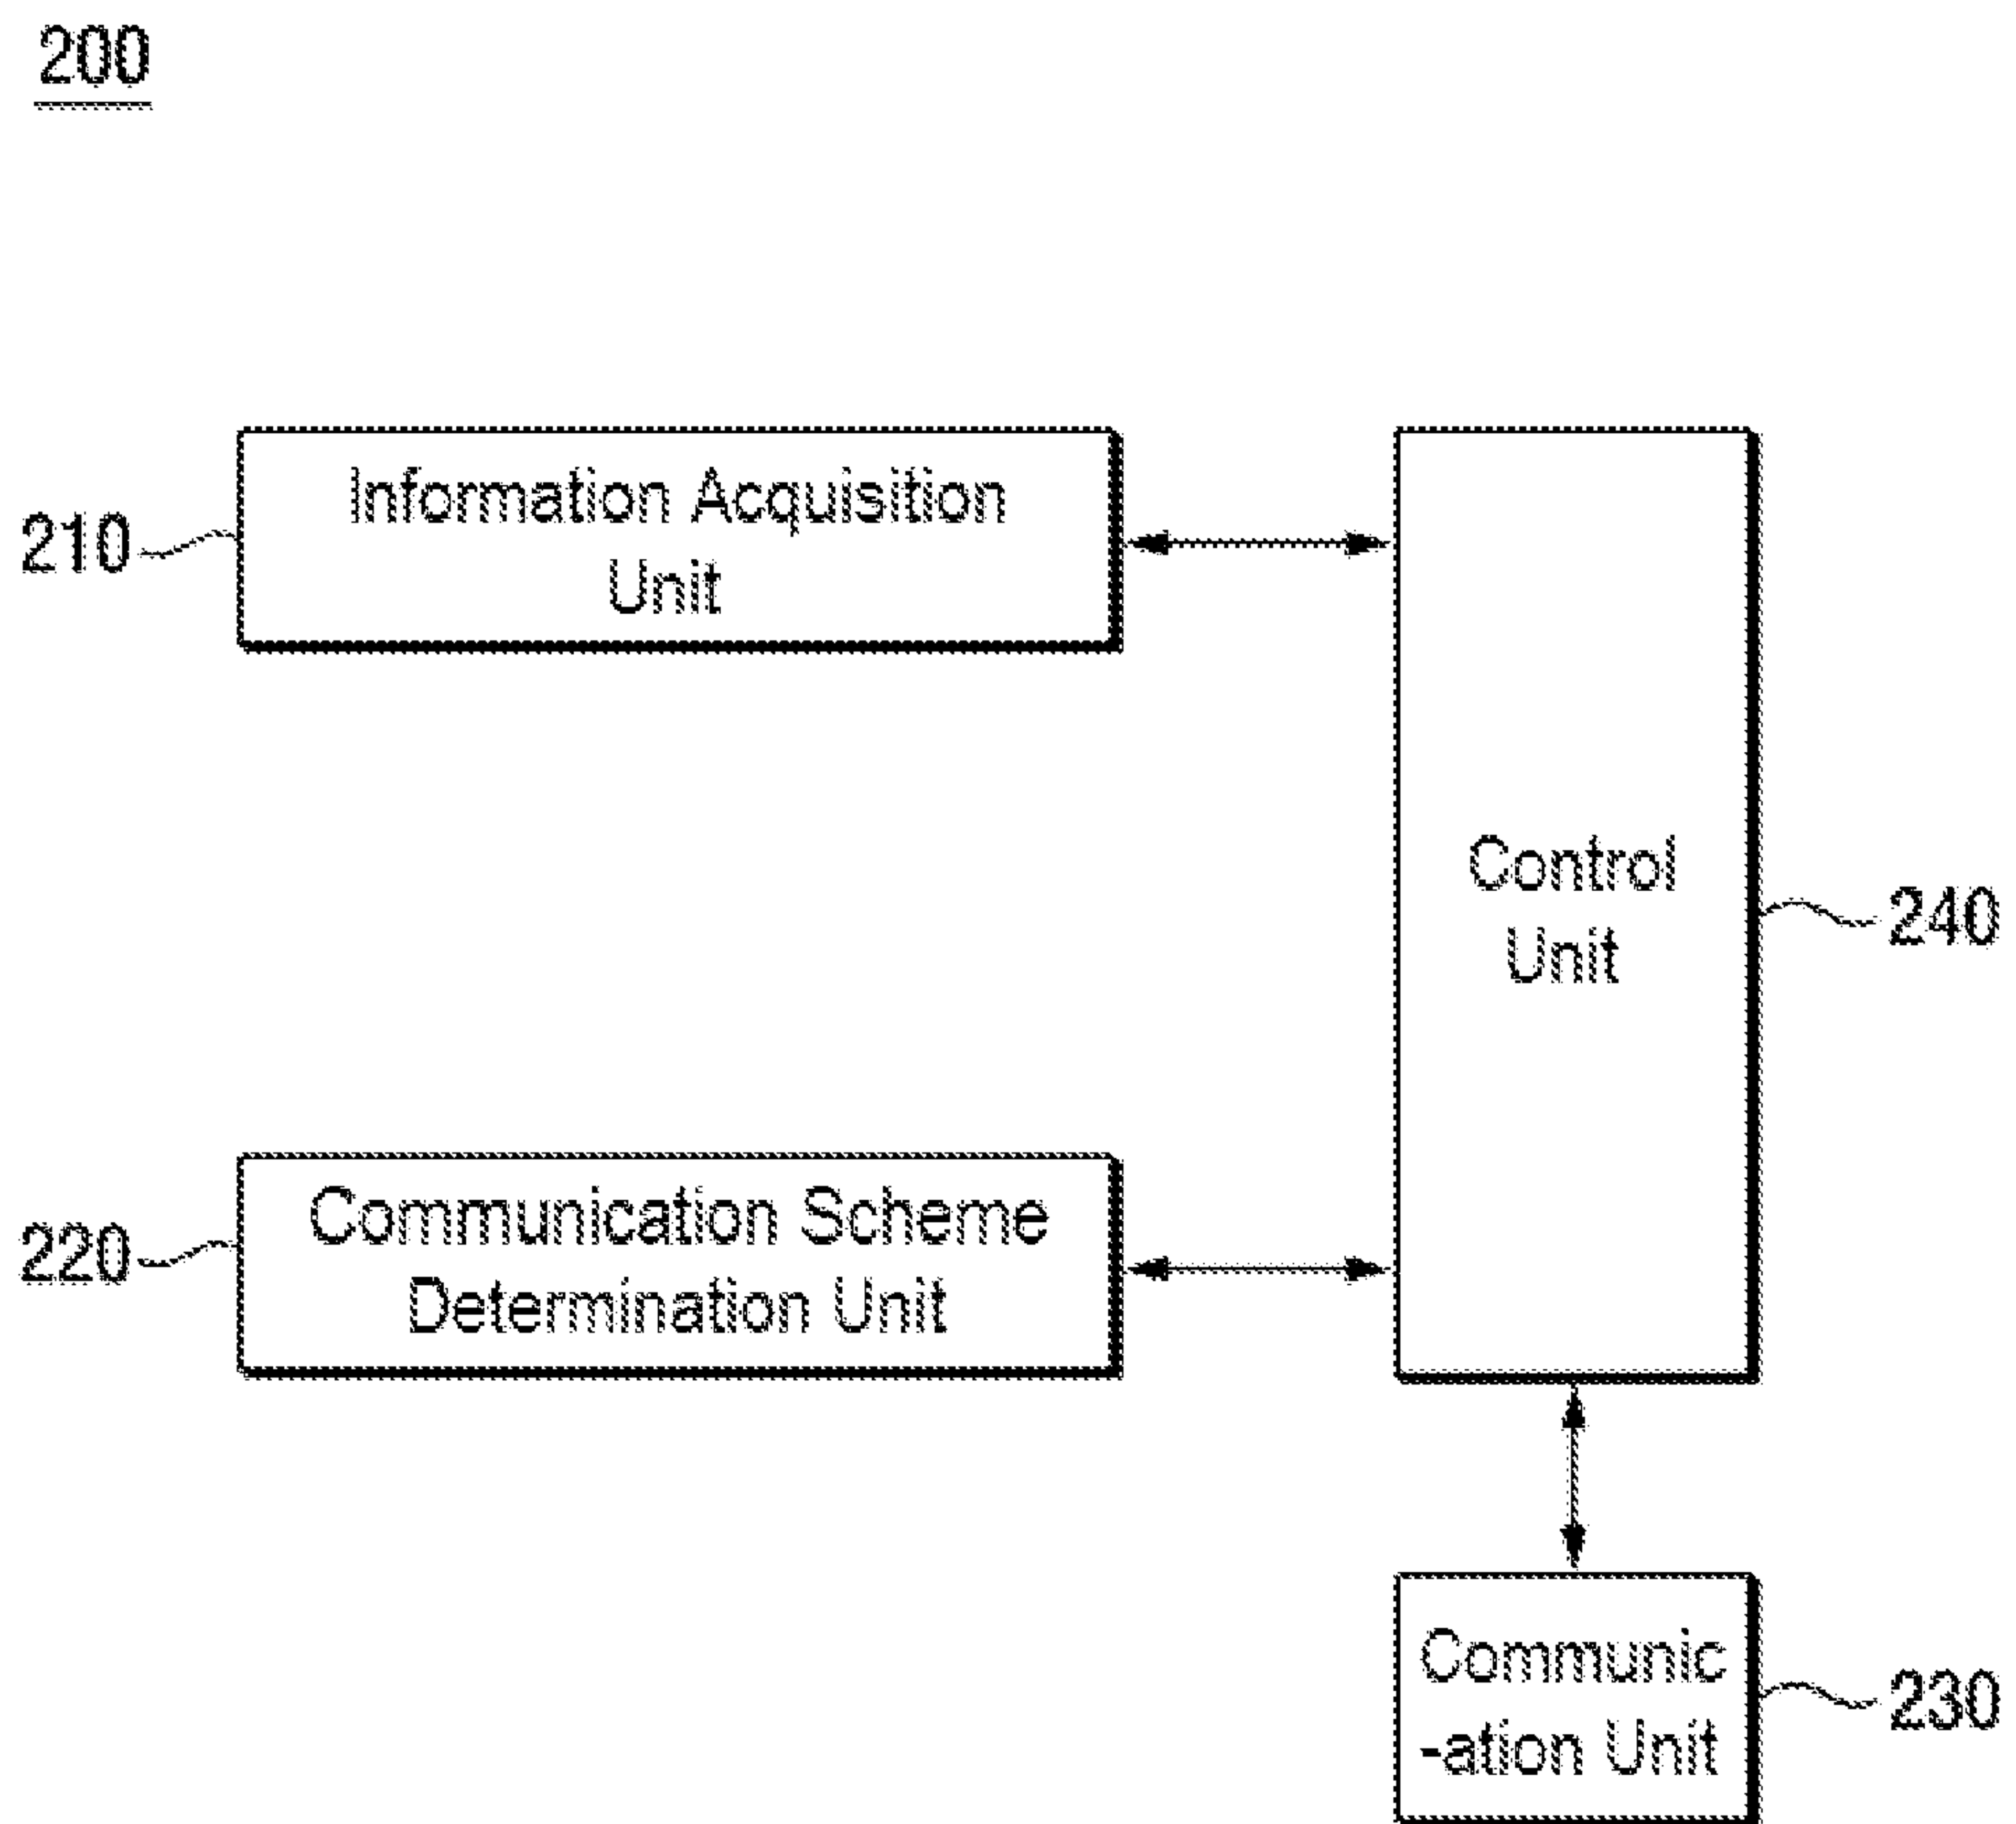 200
210
Information Acquisition
Unit
Control
Unit
240
220
Communication Scheme
Determination Unit
Communic
-ation Unit
230